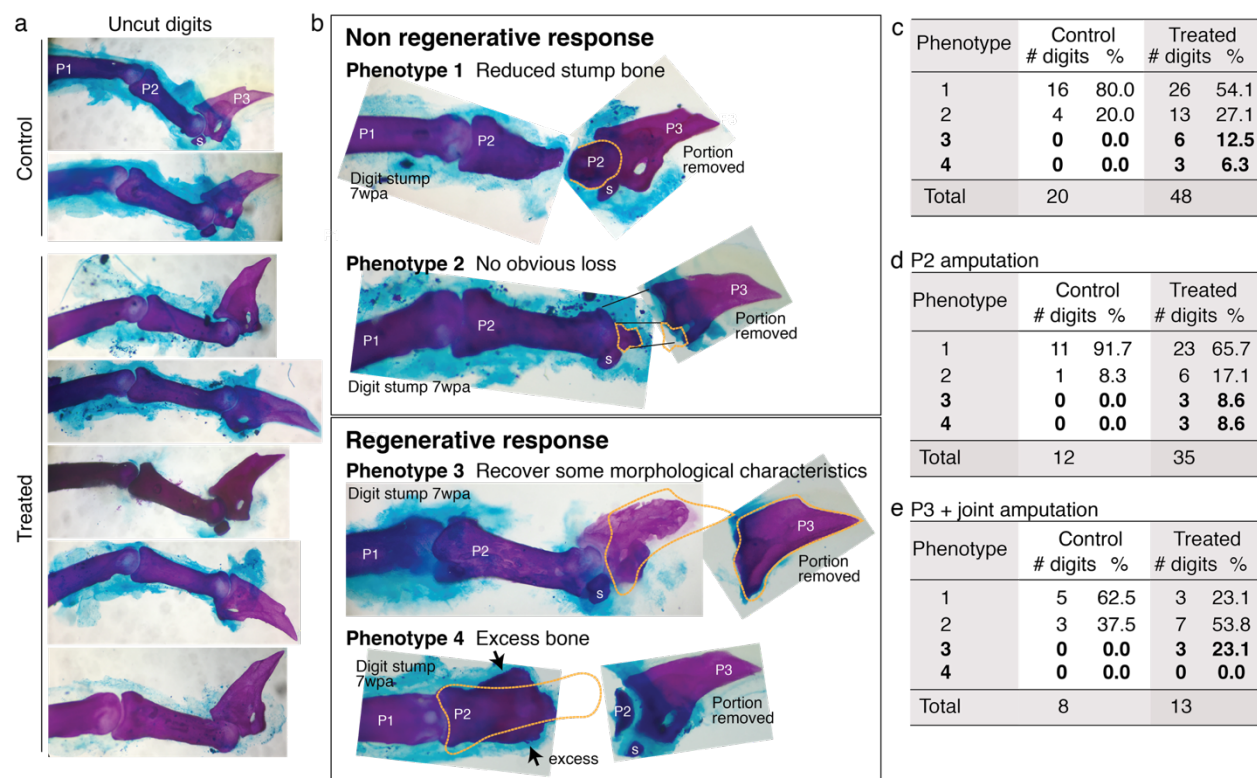 a
Uncut digits
Control
P1
P2
P3
s
Treated
b
Non regenerative response
Phenotype 1 Reduced stump bone
P1
P2
Digit stump
7wpa
P2
P3
s
Portion
removed
Phenotype 2 No obvious loss
P1
P2
s
Digit stump 7wpa
P3
Portion
removed
Regenerative response
Phenotype 3 Recover some morphological characteristics
Digit stump 7wpa
P1
P2
s
P3
Portion
removed
Phenotype 4 Excess bone
Digit stump
7wpa
P1
P2
excess
P2
s
P3
Portion
removed
c
Phenotype Control Treated
# digits % # digits %
1 16 80.0 26 54.1
2 4 20.0 13 27.1
3 0 0.0 6 12.5
4 0 0.0 3 6.3
Total 20 48
d P2 amputation
Phenotype Control Treated
# digits % # digits %
1 11 91.7 23 65.7
2 1 8.3 6 17.1
3 0 0.0 3 8.6
4 0 0.0 3 8.6
Total 12 35
e P3 + joint amputation
Phenotype Control Treated
# digits % # digits %
1 5 62.5 3 23.1
2 3 37.5 7 53.8
3 0 0.0 3 23.1
4 0 0.0 0 0.0
Total 8 13